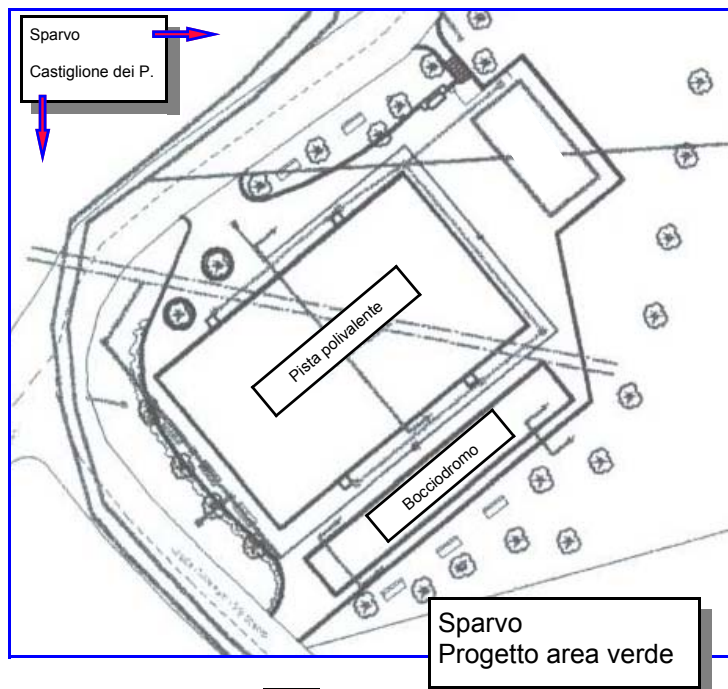 Sparvo
Castiglione dei P.
Pista polivalente
Bocciodromo
Sparvo
Progetto area verde